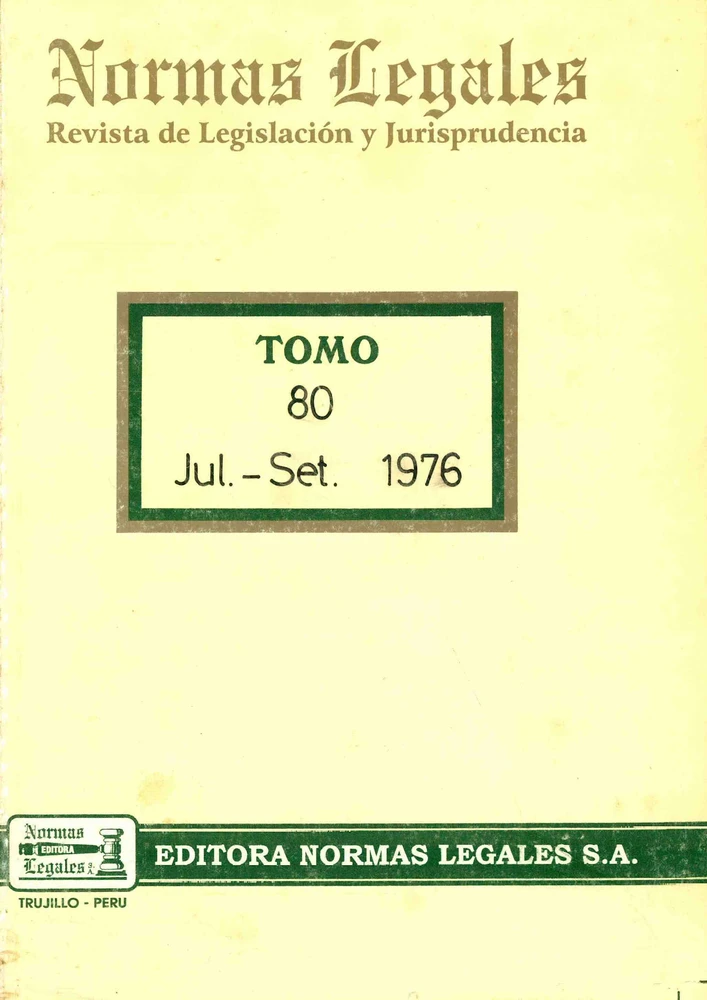 Normas Legales
Revista de Legislación y Jurisprudencia
TOMO
80
Jul. - Set. 1976
Normas
EDITORA
Legales S.A.
EDITORA NORMAS LEGALES S.A.
TRUJILLO - PERU